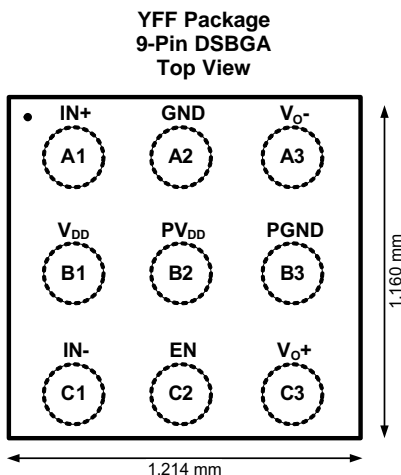 YFF Package
9-Pin DSBGA
Top View
IN+ GND VO-
A1 A2 A3
VDD PVDD PGND
B1 B2 B3
1.160 mm
IN- EN VO+
C1 C2 C3
1.214 mm